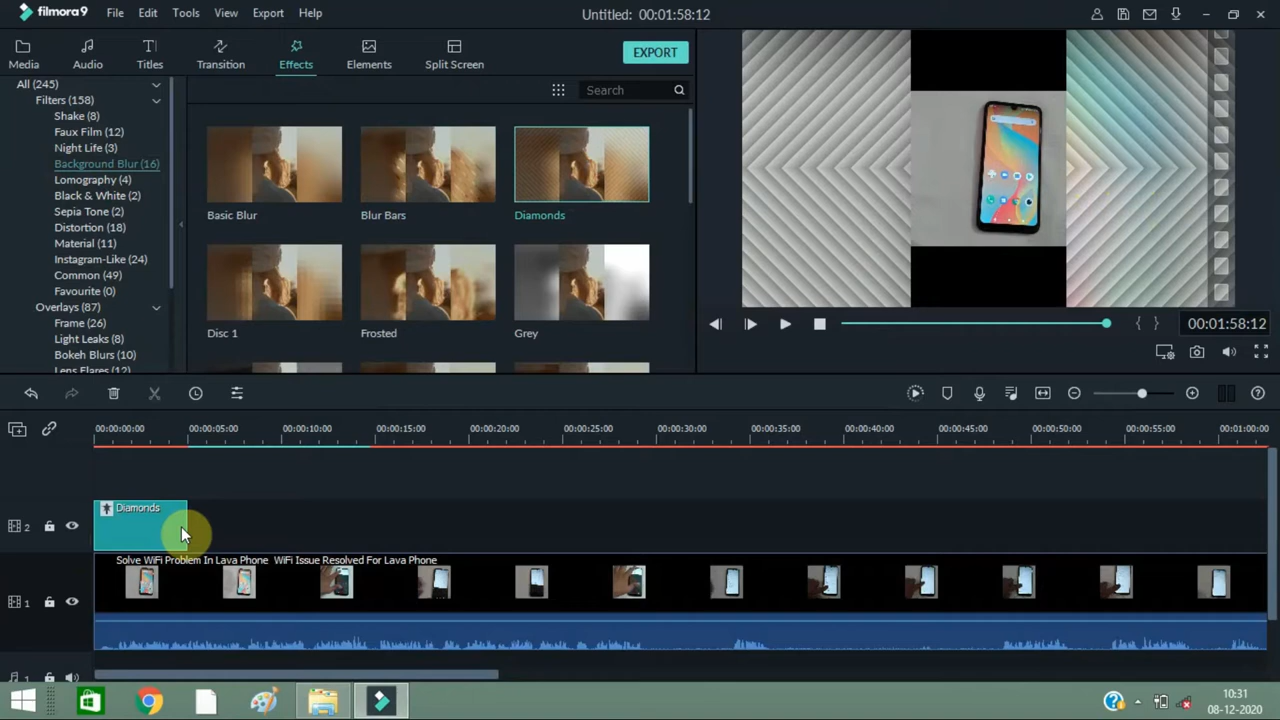 filmora9 File Edit Tools View Export Help Untitled: 00:01:58:12
Media Audio Titles Transition Effects Elements Split Screen EXPORT
All (245)
Filters (158)
Shake (8)
Faux Film (12)
Night Life (3)
Background Blur (16)
Lomography (4)
Black & White (2)
Sepia Tone (2)
Distortion (18)
Material (11)
Instagram-Like (24)
Common (49)
Favourite (0)
Overlays (87)
Frame (26)
Light Leaks (8)
Bokeh Blurs (10)
Lens Flares (12)
Search
Basic Blur Blur Bars Diamonds
Disc 1 Frosted Grey
00:01:58:12
00:00:00:00 00:00:05:00 00:00:10:00 00:00:15:00 00:00:20:00 00:00:25:00 00:00:30:00 00:00:35:00 00:00:40:00 00:00:45:00 00:00:50:00 00:00:55:00 00:01:00:00
2 Diamonds
Solve WiFi Problem In Lava Phone WiFi Issue Resolved For Lava Phone
1
1
10:31
08-12-2020